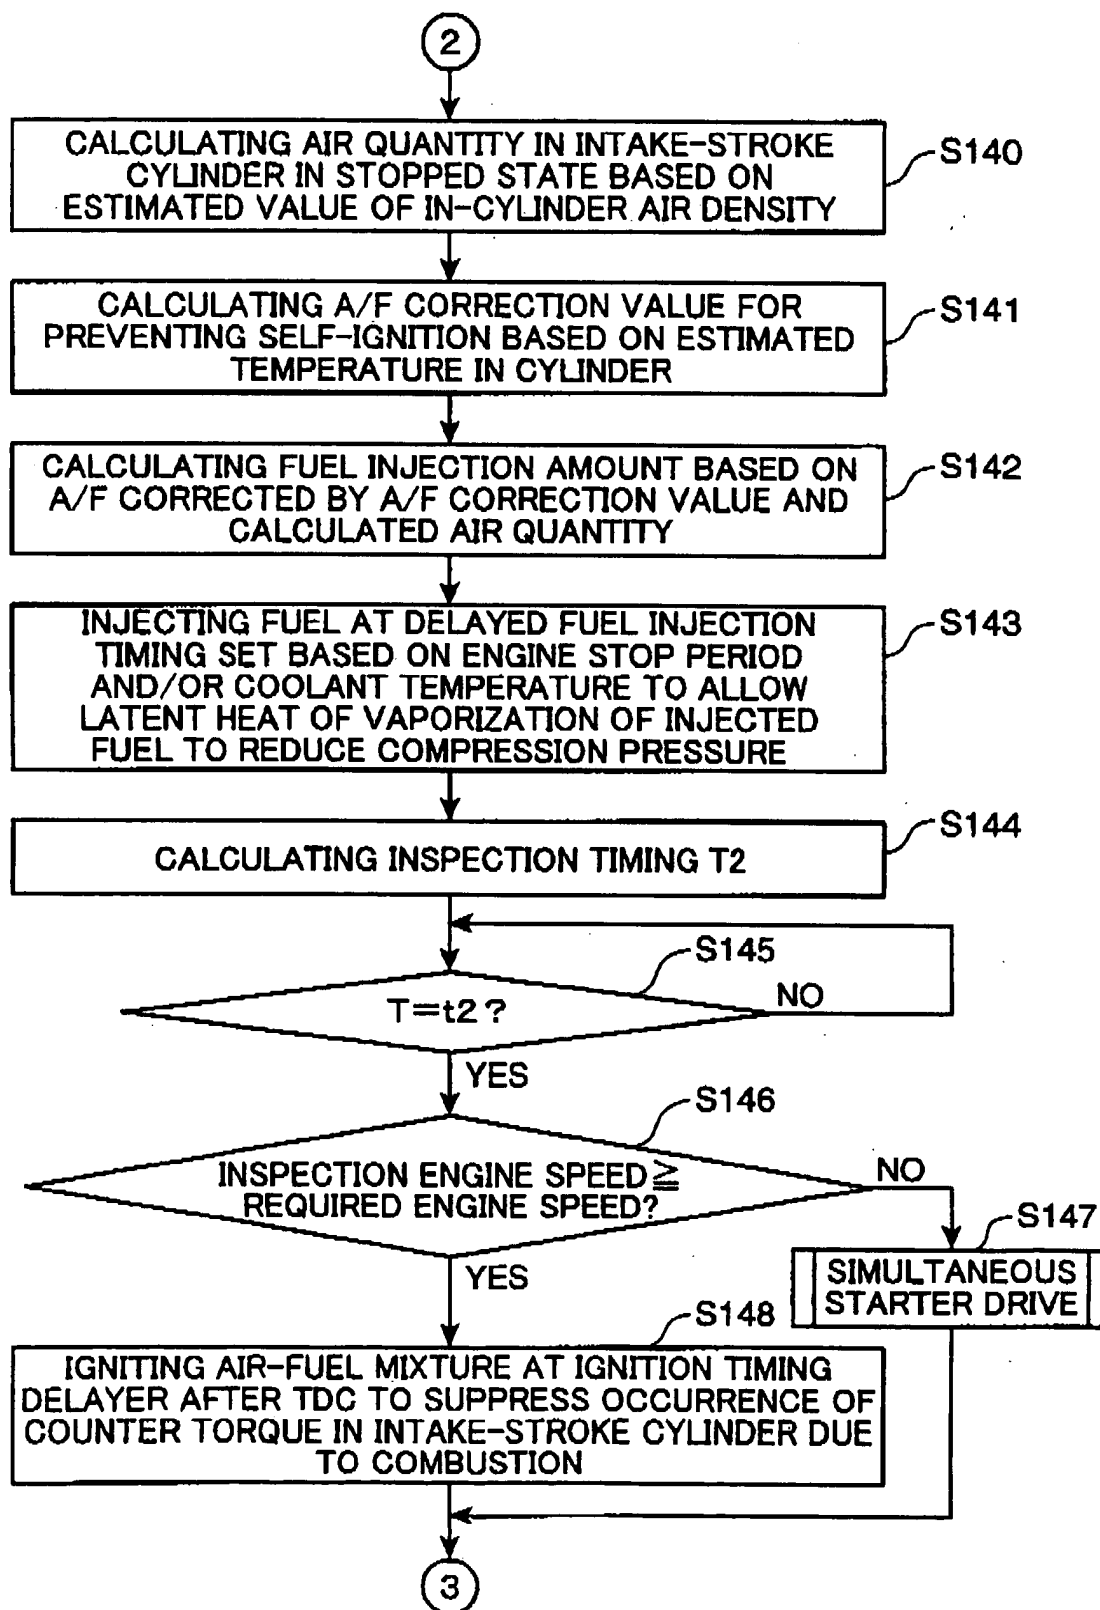 2
CALCULATING AIR QUANTITY IN INTAKE-STROKE
CYLINDER IN STOPPED STATE BASED ON
ESTIMATED VALUE OF IN-CYLINDER AIR DENSITY
S140
CALCULATING A/F CORRECTION VALUE FOR
PREVENTING SELF-IGNITION BASED ON ESTIMATED
TEMPERATURE IN CYLINDER
S141
CALCULATING FUEL INJECTION AMOUNT BASED ON
A/F CORRECTED BY A/F CORRECTION VALUE AND
CALCULATED AIR QUANTITY
S142
INJECTING FUEL AT DELAYED FUEL INJECTION
TIMING SET BASED ON ENGINE STOP PERIOD
AND/OR COOLANT TEMPERATURE TO ALLOW
LATENT HEAT OF VAPORIZATION OF INJECTED
FUEL TO REDUCE COMPRESSION PRESSURE
S143
CALCULATING INSPECTION TIMING T2
S144
T=t2?
S145
NO
YES
INSPECTION ENGINE SPEED≧
REQUIRED ENGINE SPEED?
S146
NO
YES
SIMULTANEOUS
STARTER DRIVE
S147
IGNITING AIR-FUEL MIXTURE AT IGNITION TIMING
DELAYER AFTER TDC TO SUPPRESS OCCURRENCE OF
COUNTER TORQUE IN INTAKE-STROKE CYLINDER DUE
TO COMBUSTION
S148
3